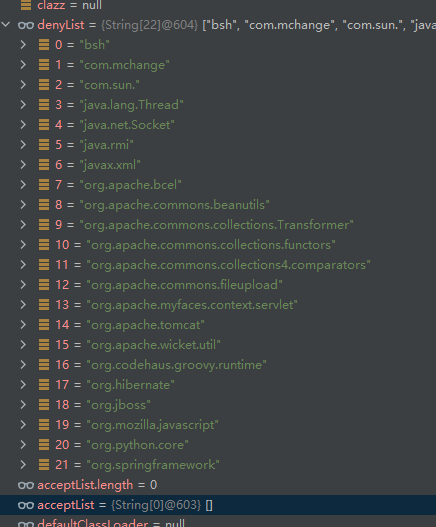 clazz = null
denyList = {String[22]@604} ["bsh", "com.mchange", "com.sun.", "java
0 = "bsh"
1 = "com.mchange"
2 = "com.sun."
3 = "java.lang.Thread"
4 = "java.net.Socket"
5 = "java.rmi"
6 = "javax.xml"
7 = "org.apache.bcel"
8 = "org.apache.commons.beanutils"
9 = "org.apache.commons.collections.Transformer"
10 = "org.apache.commons.collections.functors"
11 = "org.apache.commons.collections4.comparators"
12 = "org.apache.commons.fileupload"
13 = "org.apache.myfaces.context.servlet"
14 = "org.apache.tomcat"
15 = "org.apache.wicket.util"
16 = "org.codehaus.groovy.runtime"
17 = "org.hibernate"
18 = "org.jboss"
19 = "org.mozilla.javascript"
20 = "org.python.core"
21 = "org.springframework"
acceptList.length = 0
acceptList = {String[0]@603} []
defaultClassLoader = null